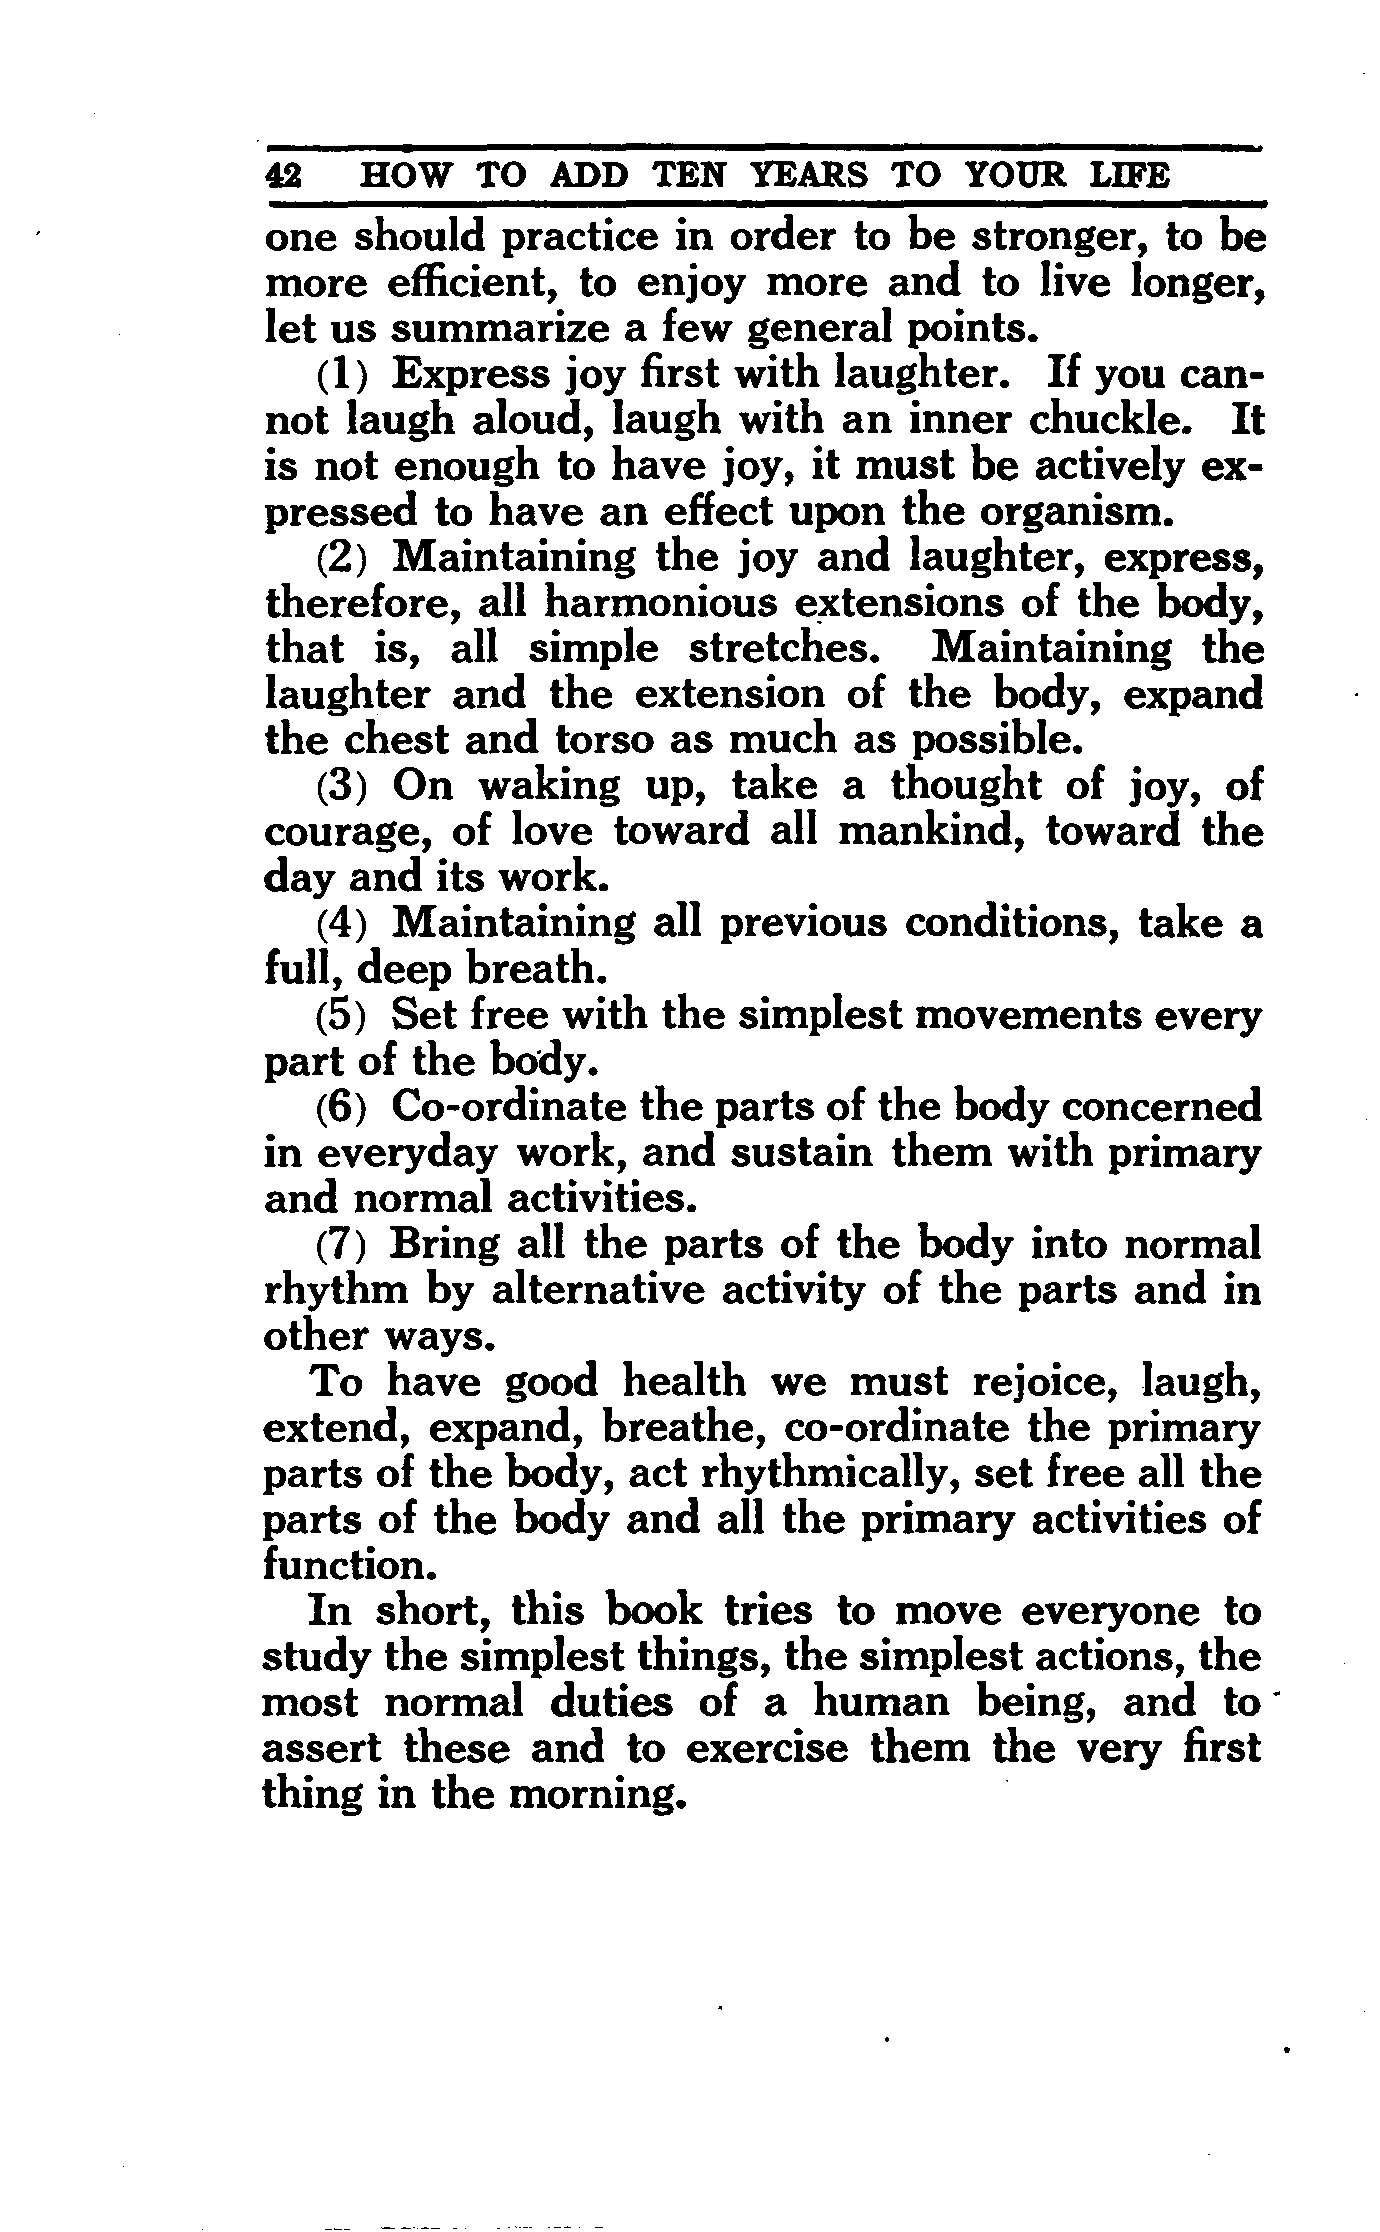 42 HOW TO ADD TEN YEARS TO YOUR LIFE
one should practice in order to be stronger, to be
more efficient, to enjoy more and to live longer,
let us summarize a few general points.
(1) Express joy first with laughter. If you can-
not laugh aloud, laugh with an inner chuckle. It
is not enough to have joy, it must be actively ex-
pressed to have an effect upon the organism.
(2) Maintaining the joy and laughter, express,
therefore, all harmonious extensions of the body,
that is, all simple stretches. Maintaining the
laughter and the extension of the body, expand
the chest and torso as much as possible.
(3) On waking up, take a thought of joy, of
courage, of love toward all mankind, toward the
day and its work.
(4) Maintaining all previous conditions, take a
full, deep breath.
(5) Set free with the simplest movements every
part of the body.
(6) Co-ordinate the parts of the body concerned
in everyday work, and sustain them with primary
and normal activities.
(7) Bring all the parts of the body into normal
rhythm by alternative activity of the parts and in
other ways.
To have good health we must rejoice, laugh,
extend, expand, breathe, co-ordinate the primary
parts of the body, act rhythmically, set free all the
parts of the body and all the primary activities of
function.
In short, this book tries to move everyone to
study the simplest things, the simplest actions, the
most normal duties of a human being, and to
assert these and to exercise them the very first
thing in the morning.